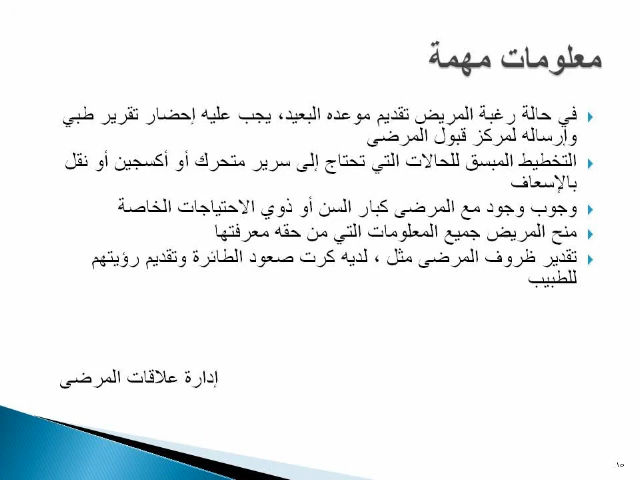 معلومات مهمة
في حالة رغبة المريض تقديم موعده البعيد، يجب عليه إحضار تقرير طبي
وإرساله لمركز قبول المرضى
التخطيط المسبق للحالات التي تحتاج إلى سرير متحرك أو أكسجين أو نقل
بالإسعاف
وجوب وجود مع المرضى كبار السن أو ذوي الاحتياجات الخاصة
منح المريض جميع المعلومات التي من حقه معرفتها
تقدير ظروف المرضى مثل ، لديه كرت صعود الطائرة وتقديم رؤيتهم
للطبيب
إدارة علاقات المرضى
١٥